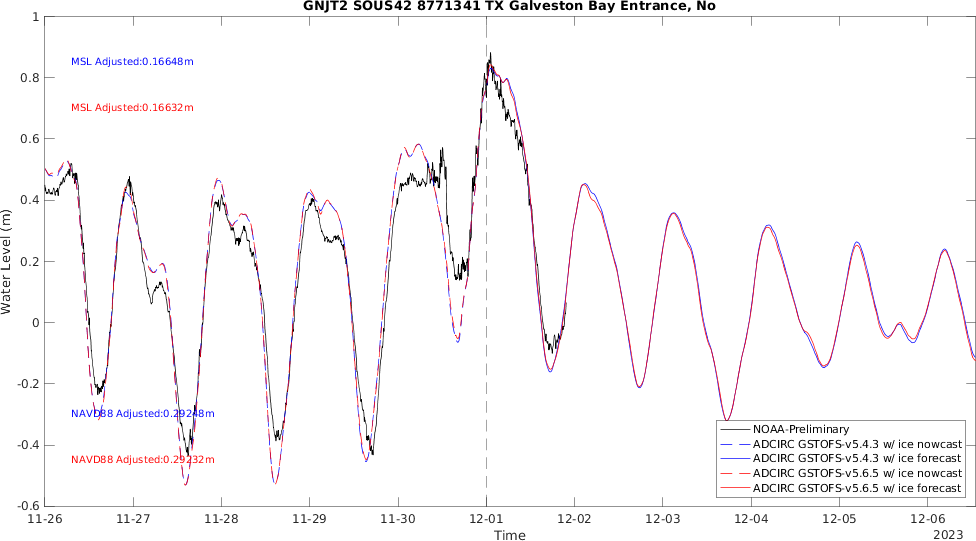 GNJT2 SOUS42 8771341 TX Galveston Bay Entrance, No
1
0.8
0.6
0.4
0.2
0
-0.2
-0.4
-0.6
Water Level (m)
MSL Adjusted:0.16648m
MSL Adjusted:0.16632m
NAVD88 Adjusted:0.29248m
NAVD88 Adjusted:0.29232m
NOAA-Preliminary
ADCIRC GSTOFS-v5.4.3 w/ ice nowcast
ADCIRC GSTOFS-v5.4.3 w/ ice forecast
ADCIRC GSTOFS-v5.6.5 w/ ice nowcast
ADCIRC GSTOFS-v5.6.5 w/ ice forecast
11-26 11-27 11-28 11-29 11-30 12-01 12-02 12-03 12-04 12-05 12-06
Time
2023